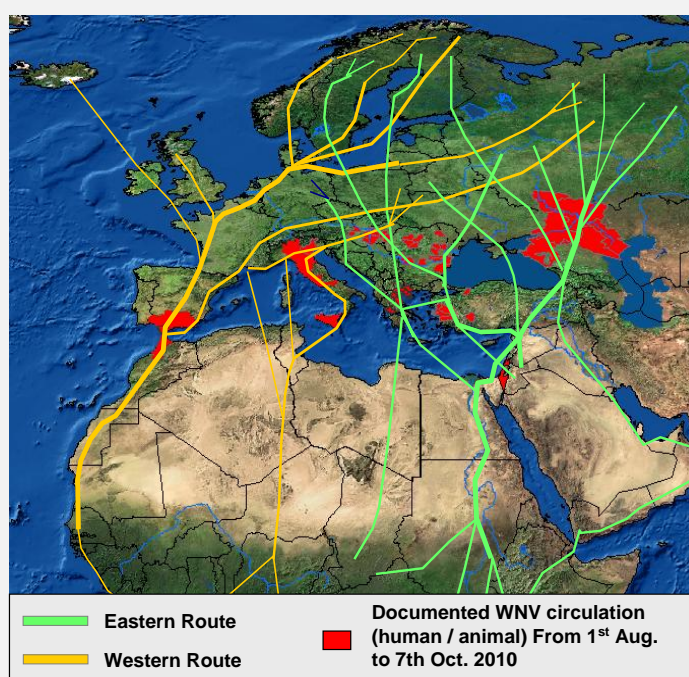 Eastern Route
Western Route
Documented WNV circulation
(human / animal) From 1st Aug.
to 7th Oct. 2010